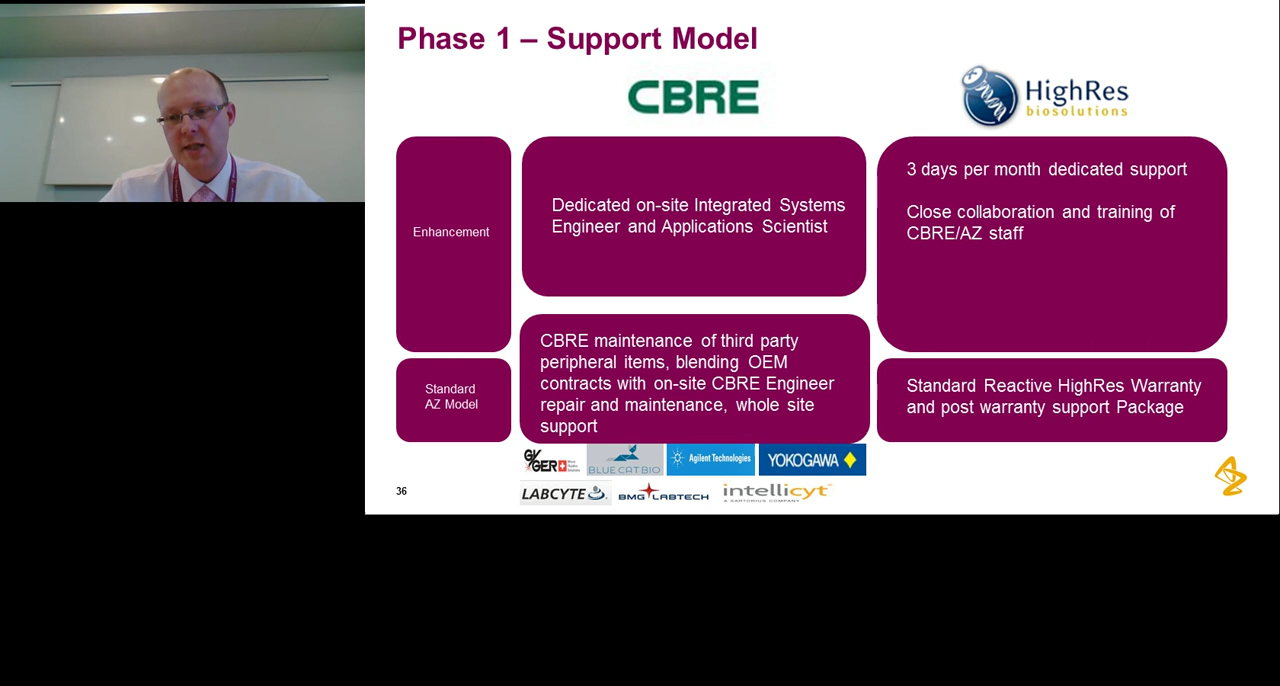 Phase 1 – Support Model
CBRE
HighRes
biosolutions
Enhancement
Dedicated on-site Integrated Systems
Engineer and Applications Scientist
3 days per month dedicated support
Close collaboration and training of
CBRE/AZ staff
Standard
AZ Model
CBRE maintenance of third party
peripheral items, blending OEM
contracts with on-site CBRE Engineer
repair and maintenance, whole site
support
Standard Reactive HighRes Warranty
and post warranty support Package
GYGER
BLUE CAT BIO
Agilent Technologies
YOKOGAWA
LABCYTE
BMG LABTECH
intellicyt
A SARTORIUS COMPANY
36